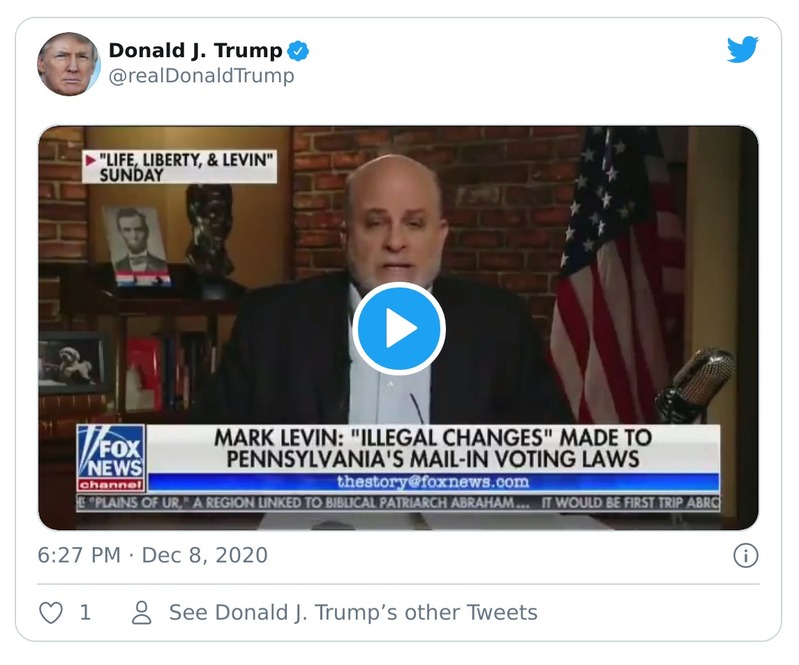 Donald J. Trump
@realDonaldTrump
"LIFE, LIBERTY, & LEVIN"
SUNDAY
FOX
NEWS
channel
MARK LEVIN: "ILLEGAL CHANGES" MADE TO
PENNSYLVANIA'S MAIL-IN VOTING LAWS
thestory@foxnews.com
E "PLAINS OF UR," A REGION LINKED TO BIBLICAL PATRIARCH ABRAHAM... IT WOULD BE FIRST TRIP ABRO
6:27 PM · Dec 8, 2020
1
See Donald J. Trump’s other Tweets